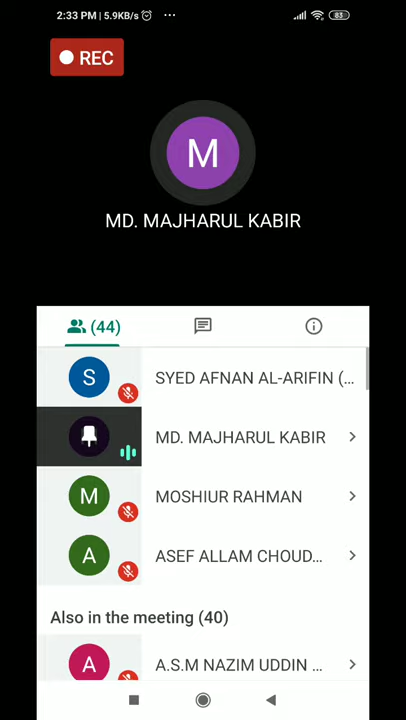 2:33 PM | 5.9KB/s ... 83
REC
M
MD. MAJHARUL KABIR
(44)
S SYED AFNAN AL-ARIFIN (...
MD. MAJHARUL KABIR
M MOSHIUR RAHMAN
A ASEF ALLAM CHOUD...
Also in the meeting (40)
A A.S.M NAZIM UDDIN ...